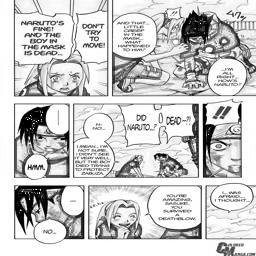 AND THAT...
LITTLE
CREEP
IN THE
MASK...
WHAT
HAPPENED TO
HIM?
I'M
ALL
RIGHT...
HOW'S
NARUTO?
DON'T
TRY TO
MOVE!
NARUTO'S
FINE!
AND THE
BOY IN
THE MASK
IS DEAD...
!!
DEAD--?!
DID
NARUTO...?
N-
NO...
I MEAN... I'M
NOT SURE.
I DIDN'T SEE
IT VERY WELL,
BUT THE BOY
DIED TRYING
TO PROTECT
ZABUZA.
HMM.
I WAS
AFRAID...
I THOUGHT...
YOU'RE
AMAZING,
SASUKE.
YOU
SURVIVED A
DEATHBLOW.
NO...
COLORED
MANGA.COM